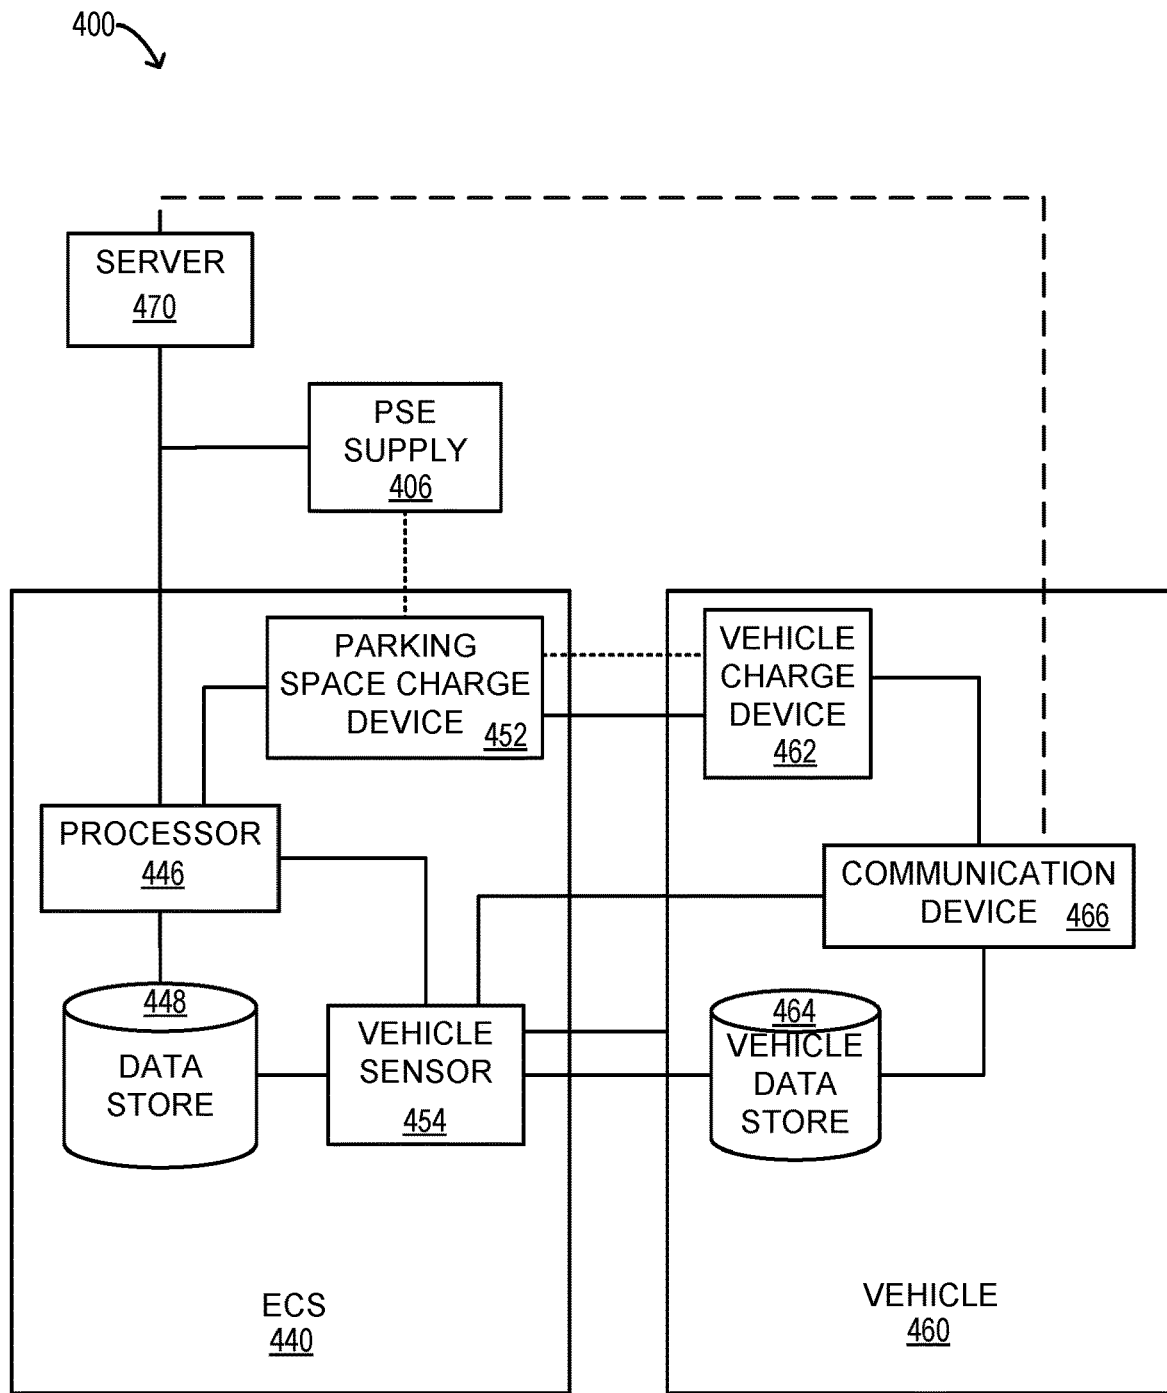 400
SERVER
470
PSE
SUPPLY
406
PARKING
SPACE CHARGE
DEVICE
452
VEHICLE
CHARGE
DEVICE
462
PROCESSOR
446
COMMUNICATION
DEVICE
466
448
DATA
STORE
VEHICLE
SENSOR
454
464
VEHICLE
DATA
STORE
ECS
440
VEHICLE
460